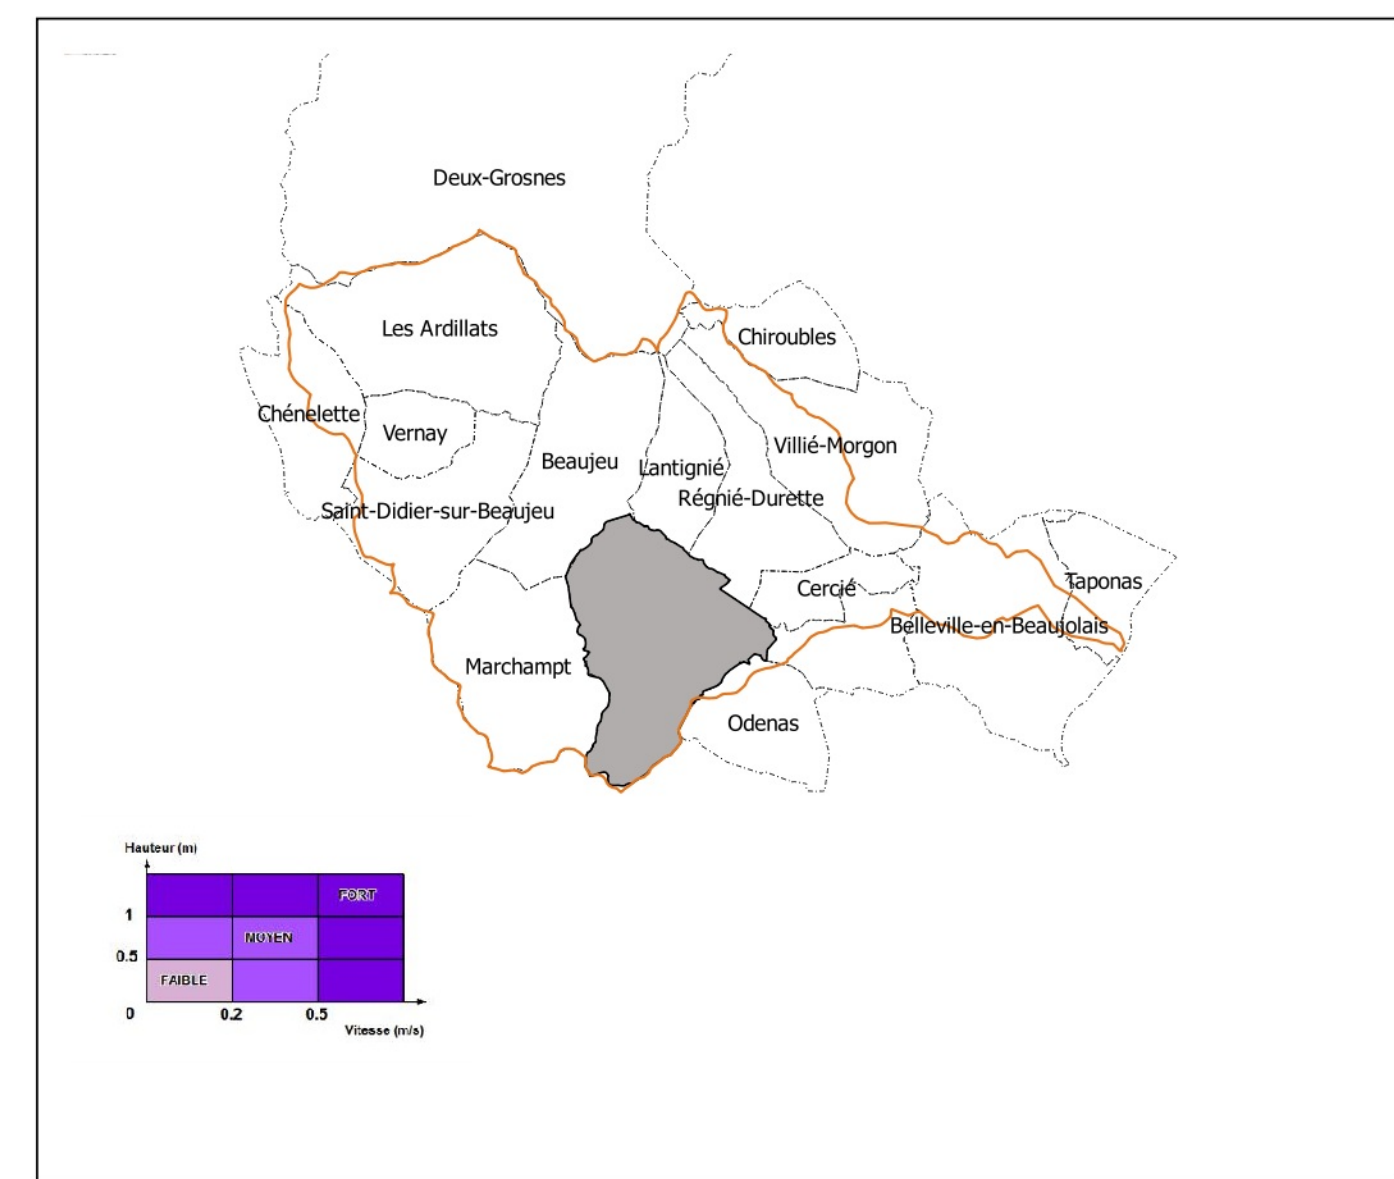 Deux-Grosnes
Les Ardillats
Chiroubles
Chénelette
Vernay
Villié-Morgon
Beaujeu
Lantignié
Régnié-Durette
Saint-Didier-sur-Beaujeu
Taponas
Cercié
Belleville-en-Beaujolais
Marchampt
Odenas
Hauteur (m)
FORT
1
MOYEN
0.5
FAIBLE
0
0.2
0.5
Vitesse (m/s)